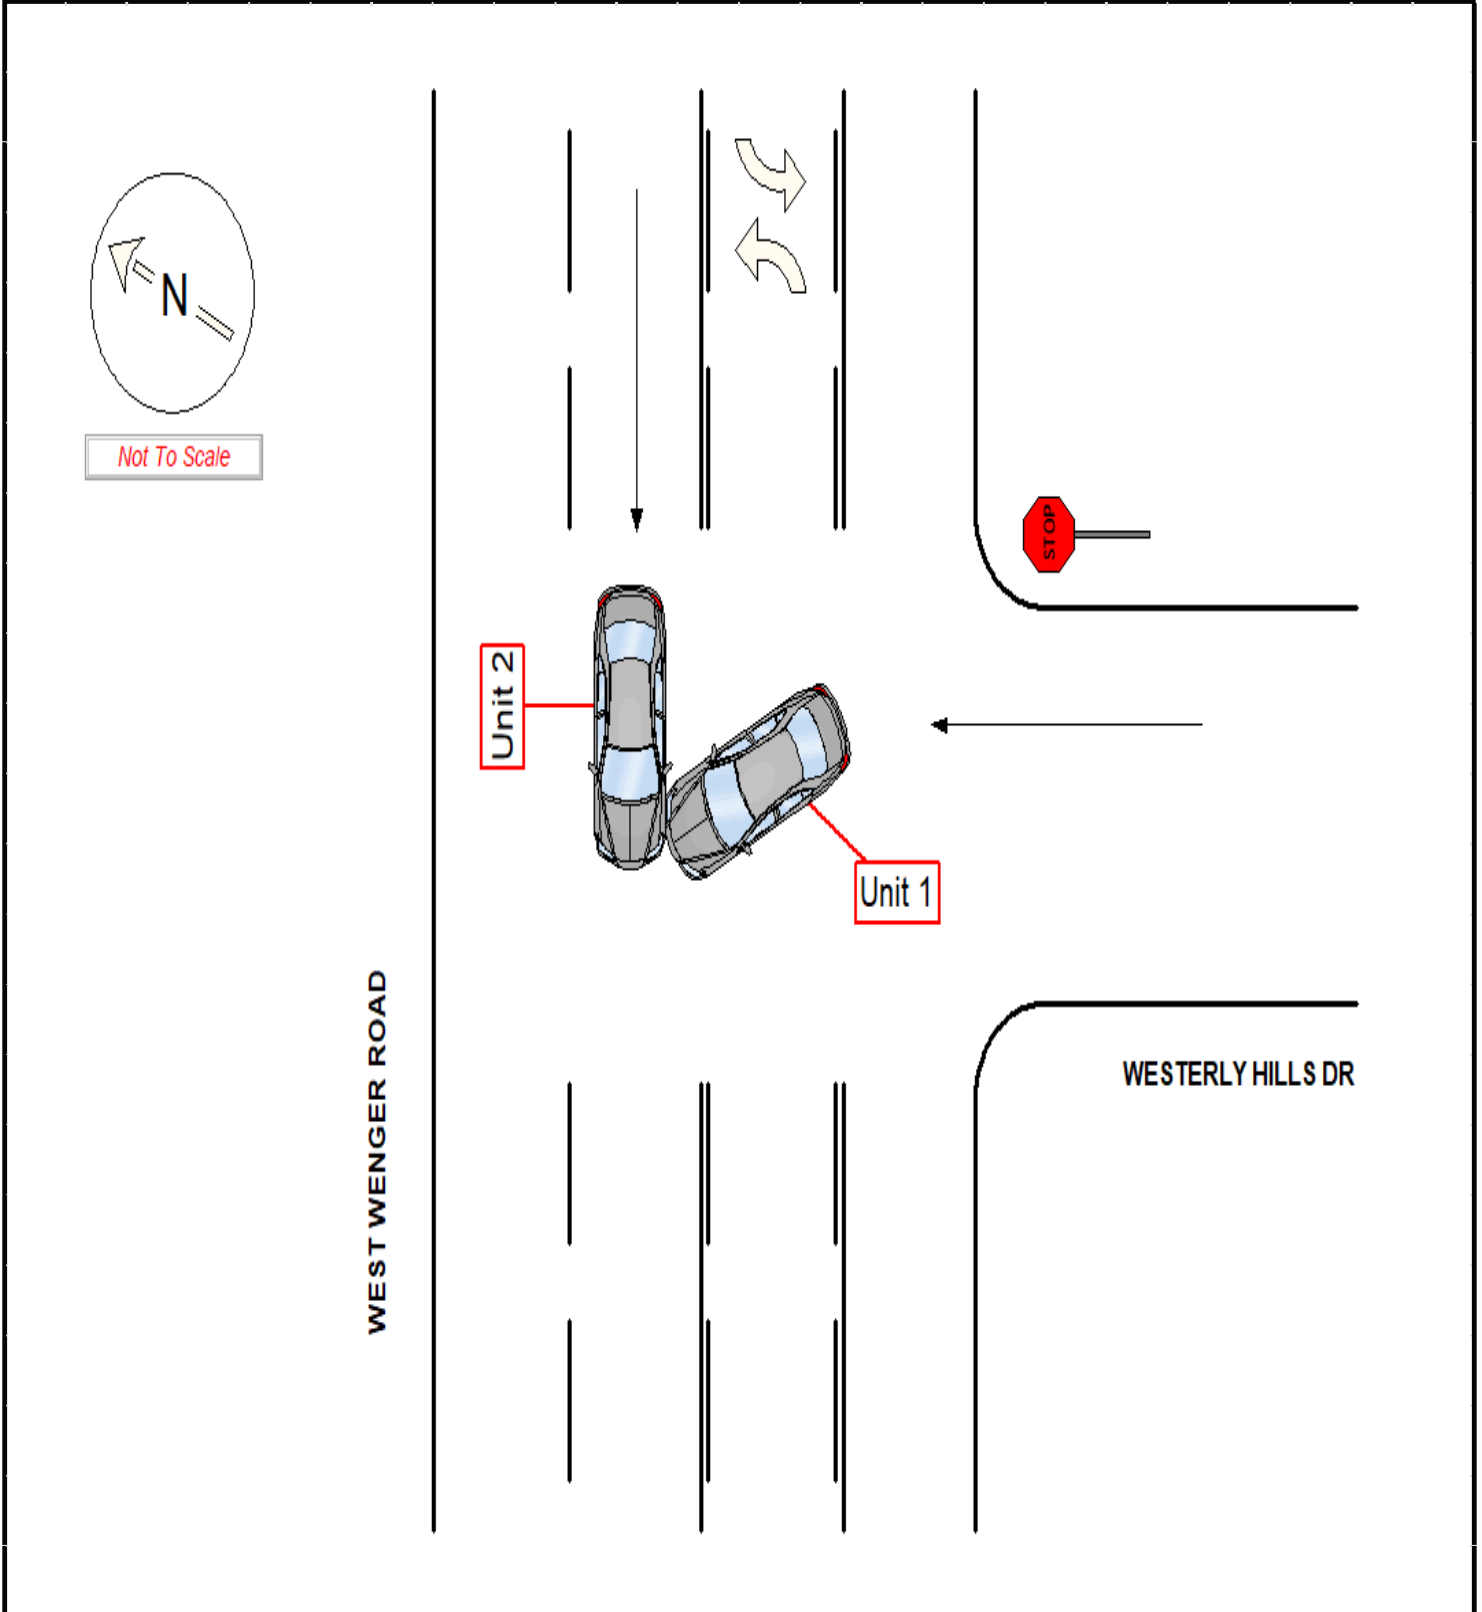 N
Not To Scale
STOP
Unit 2
Unit 1
WEST WENGER ROAD
WESTERLY HILLS DR